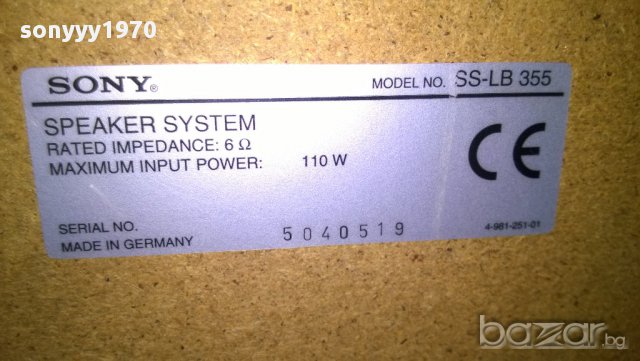 sonyyy1970
SONY® MODEL NO. SS-LB 355
SPEAKER SYSTEM
RATED IMPEDANCE: 6 Ω
MAXIMUM INPUT POWER: 110 W
CE
SERIAL NO. 5040519
MADE IN GERMANY 4-981-251-01
bazar.bg